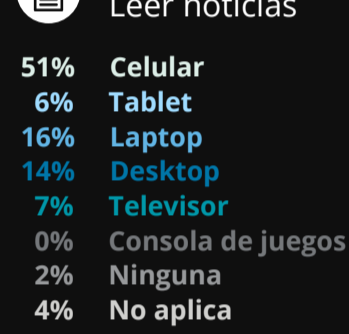 Leer noticias
51% Celular
6% Tablet
16% Laptop
14% Desktop
7% Televisor
0% Consola de juegos
2% Ninguna
4% No aplica